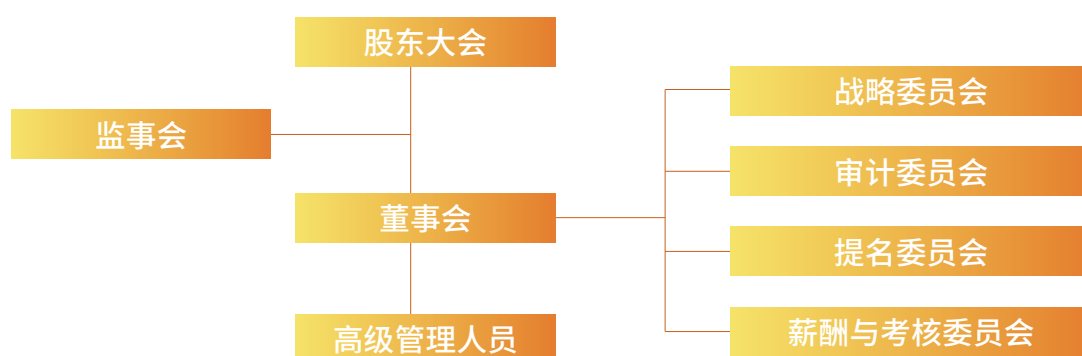 股东大会
监事会
董事会
高级管理人员
战略委员会
审计委员会
提名委员会
薪酬与考核委员会